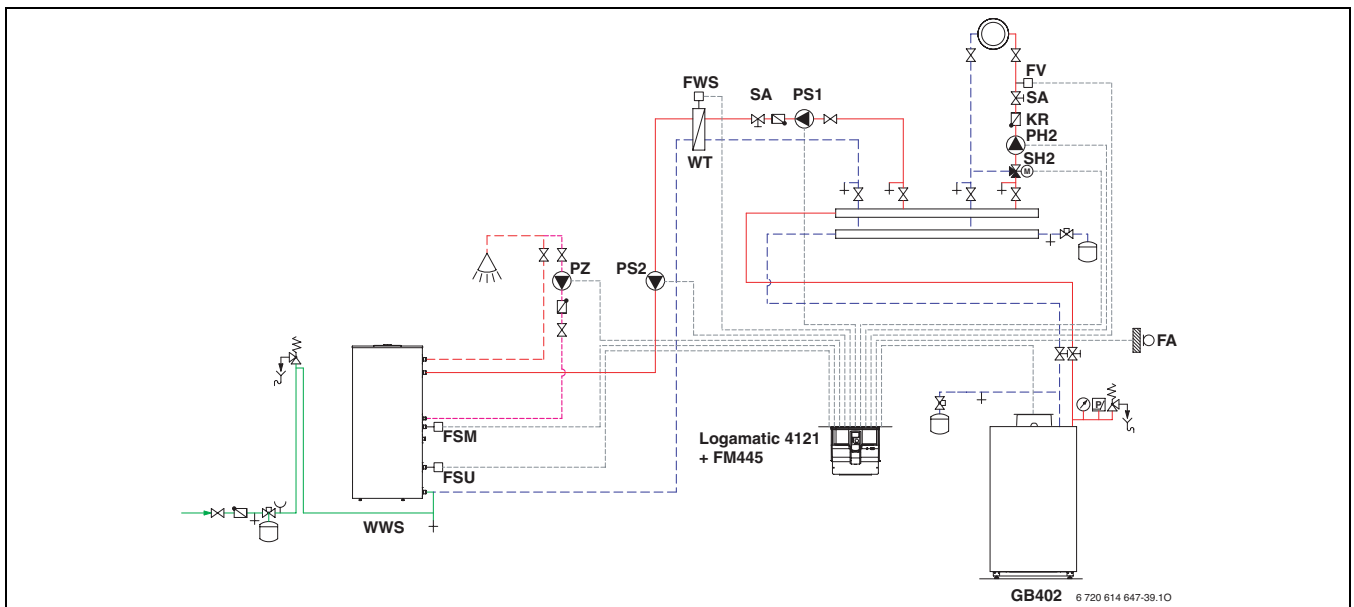 FV
FWS
SA
PS1
SA
KR
PH2
WT
SH2
M
PZ
PS2
FA
P
Logamatic 4121
+ FM445
FSM
FSU
WWS
GB402
6 720 614 647-39.1O